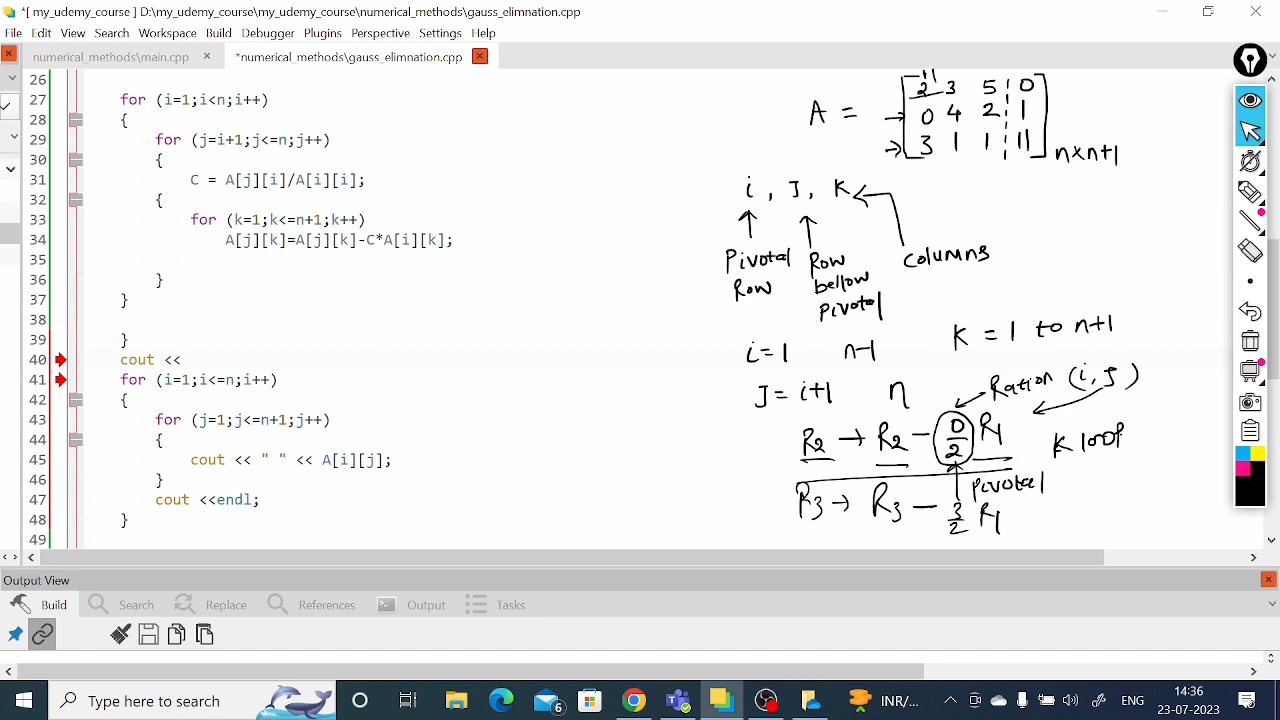 *[ my_udemy_course ] D:\my_udemy_course\my_udemy_course\numerical_methods\gauss_elimnation.cpp
File Edit View Search Workspace Build Debugger Plugins Perspective Settings Help
numerical_methods\main.cpp *numerical_methods\gauss_elimnation.cpp
26
27 for (i=1;i<n;i++)
28 {
29 for (j=i+1;j<=n;j++)
30 {
31 C = A[j][i]/A[i][i];
32 {
33 for (k=1;k<=n+1;k++)
34 A[j][k]=A[j][k]-C*A[i][k];
35
36 }
37 }
38
39 }
40 cout <<
41 for (i=1;i<=n;i++)
42 {
43 for (j=1;j<=n+1;j++)
44 {
45 cout << " " << A[i][j];
46 }
47 cout <<endl;
48 }
49
A =
2 3 5 0
0 4 2 1
3 1 1 11
n×n+1
i , J, K
Pivotal Row
Row bellow pivotal
columns
i=1 n-1
J= i+1 n
K = 1 to n+1
Ration (i, J)
R2 → R2 - 0/2 R1
K loop
pivotal
R3 → R3 - 3/2 R1
Output View
Build Search Replace References Output Tasks
Type here to search
6
INR/...
ENG
14:36
23-07-2023